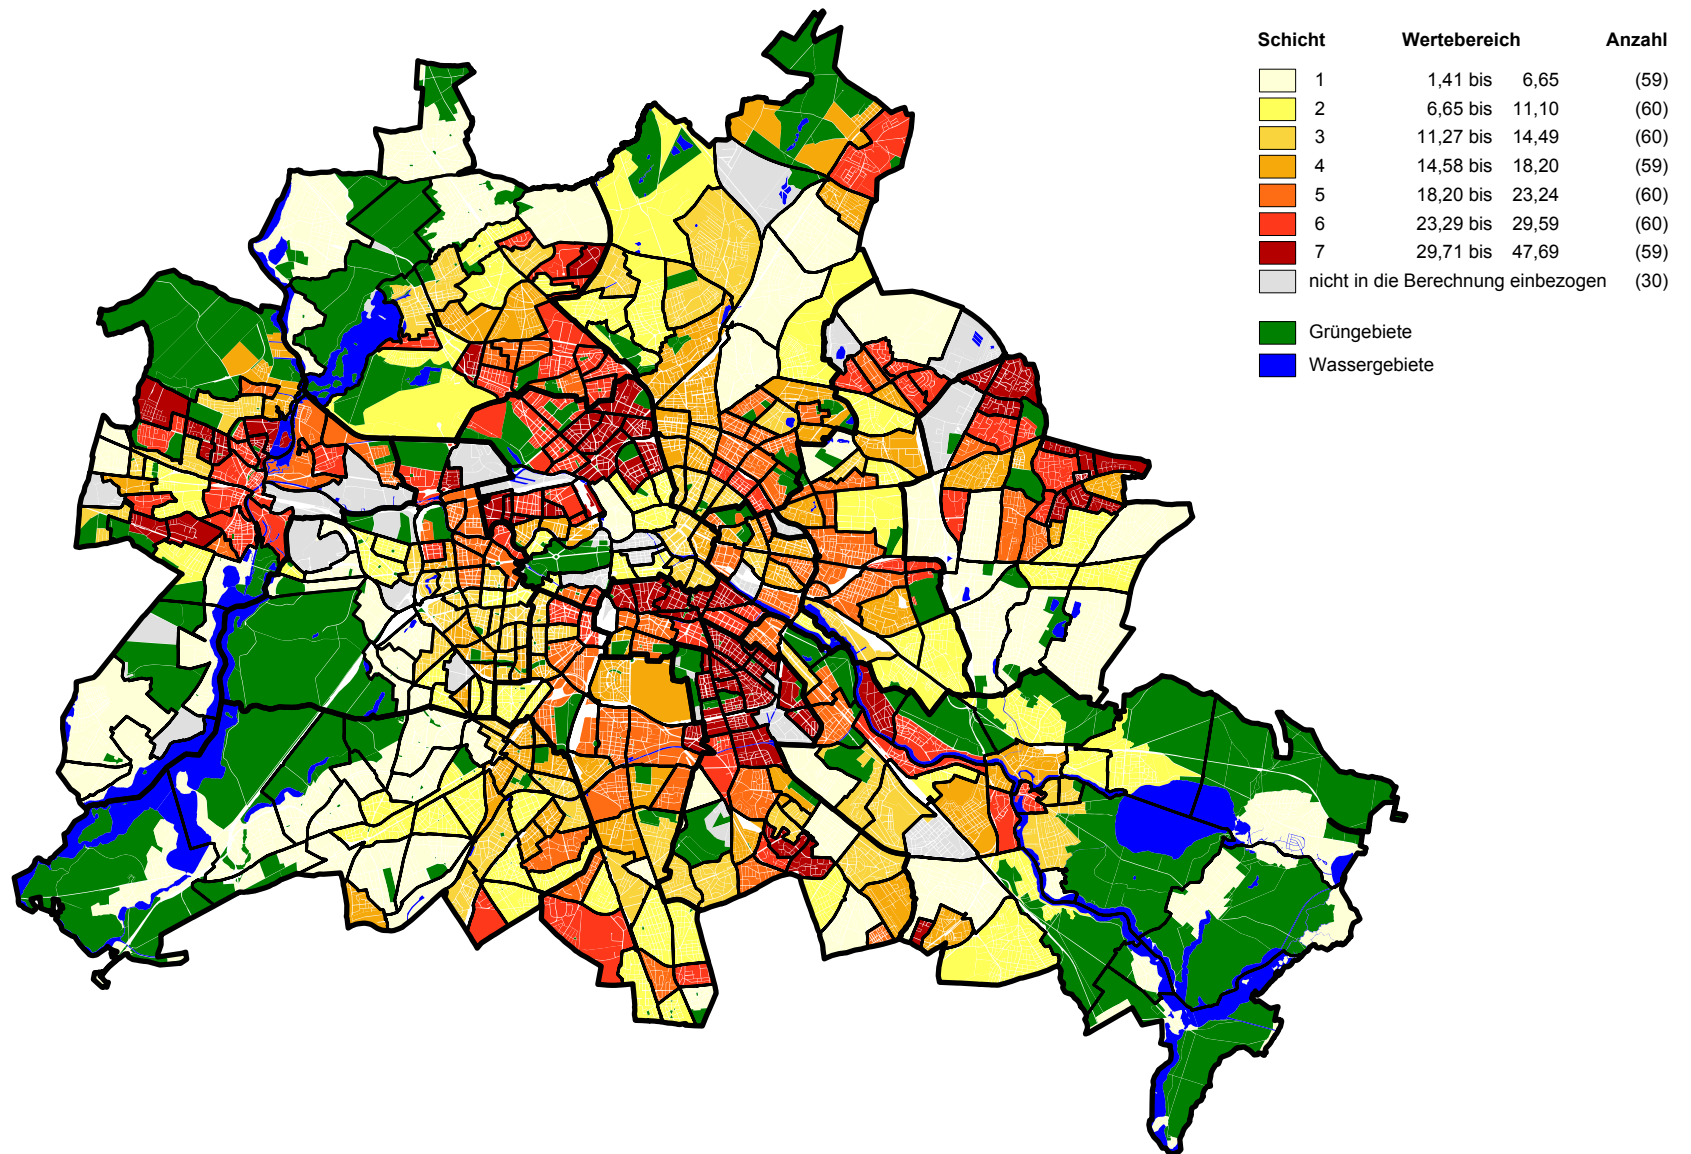 Schicht Wertebereich Anzahl
1 1,41 bis 6,65 (59)
2 6,65 bis 11,10 (60)
3 11,27 bis 14,49 (60)
4 14,58 bis 18,20 (59)
5 18,20 bis 23,24 (60)
6 23,29 bis 29,59 (60)
7 29,71 bis 47,69 (59)
nicht in die Berechnung einbezogen (30)
Grüngebiete
Wassergebiete